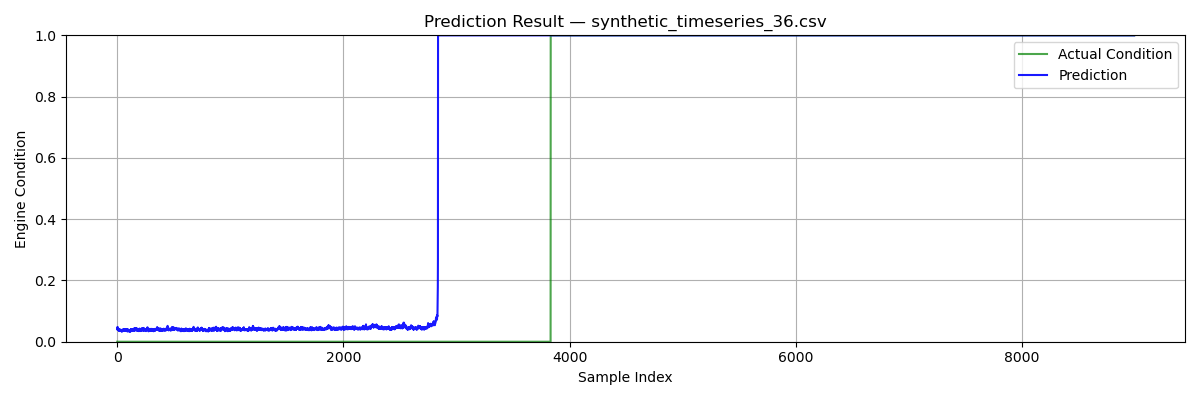 Prediction Result — synthetic_timeseries_36.csv
1.0
0.8
0.6
0.4
0.2
0.0
Engine Condition
Actual Condition
Prediction
0
2000
4000
6000
8000
Sample Index